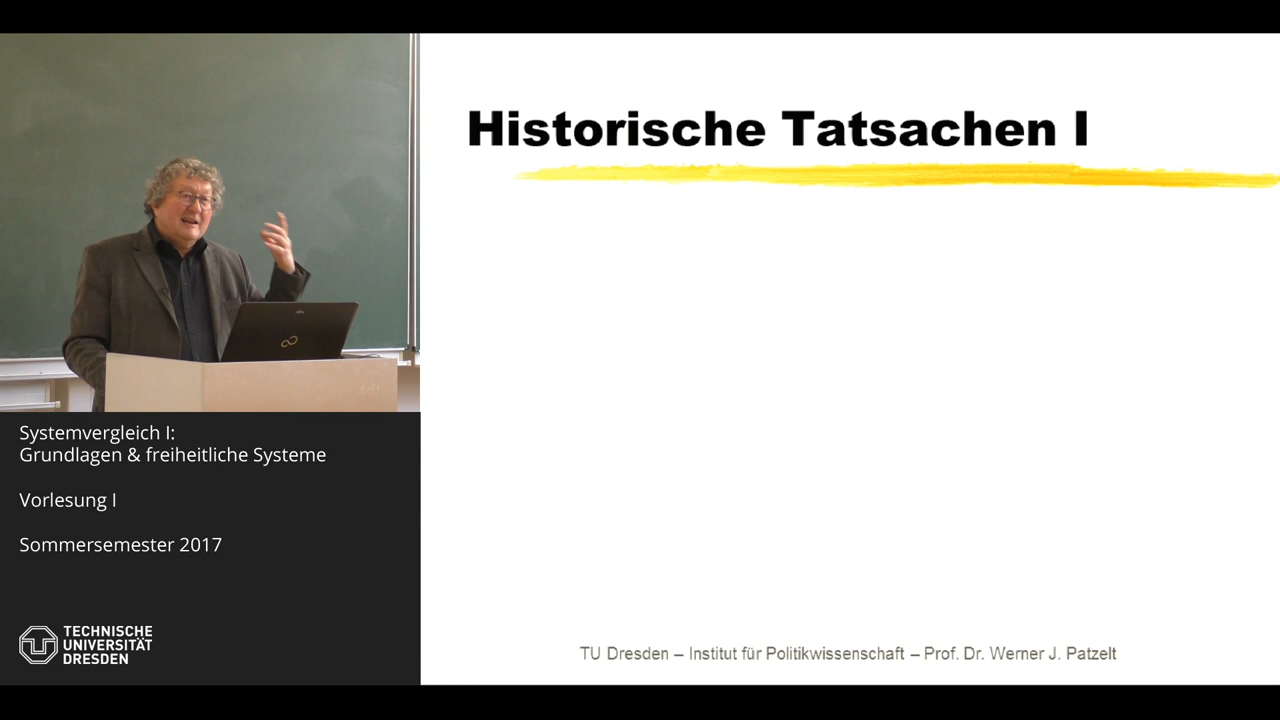 Historische Tatsachen I
Systemvergleich I:
Grundlagen & freiheitliche Systeme
Vorlesung I
Sommersemester 2017
TECHNISCHE
UNIVERSITÄT
DRESDEN
TU Dresden – Institut für Politikwissenschaft – Prof. Dr. Werner J. Patzelt